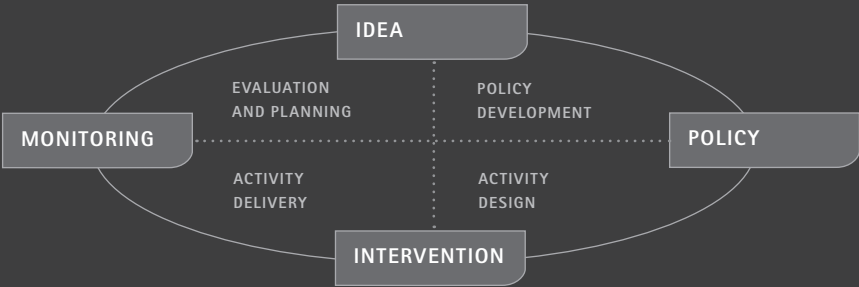 IDEA
EVALUATION
AND PLANNING
POLICY
DEVELOPMENT
MONITORING
POLICY
ACTIVITY
DELIVERY
ACTIVITY
DESIGN
INTERVENTION